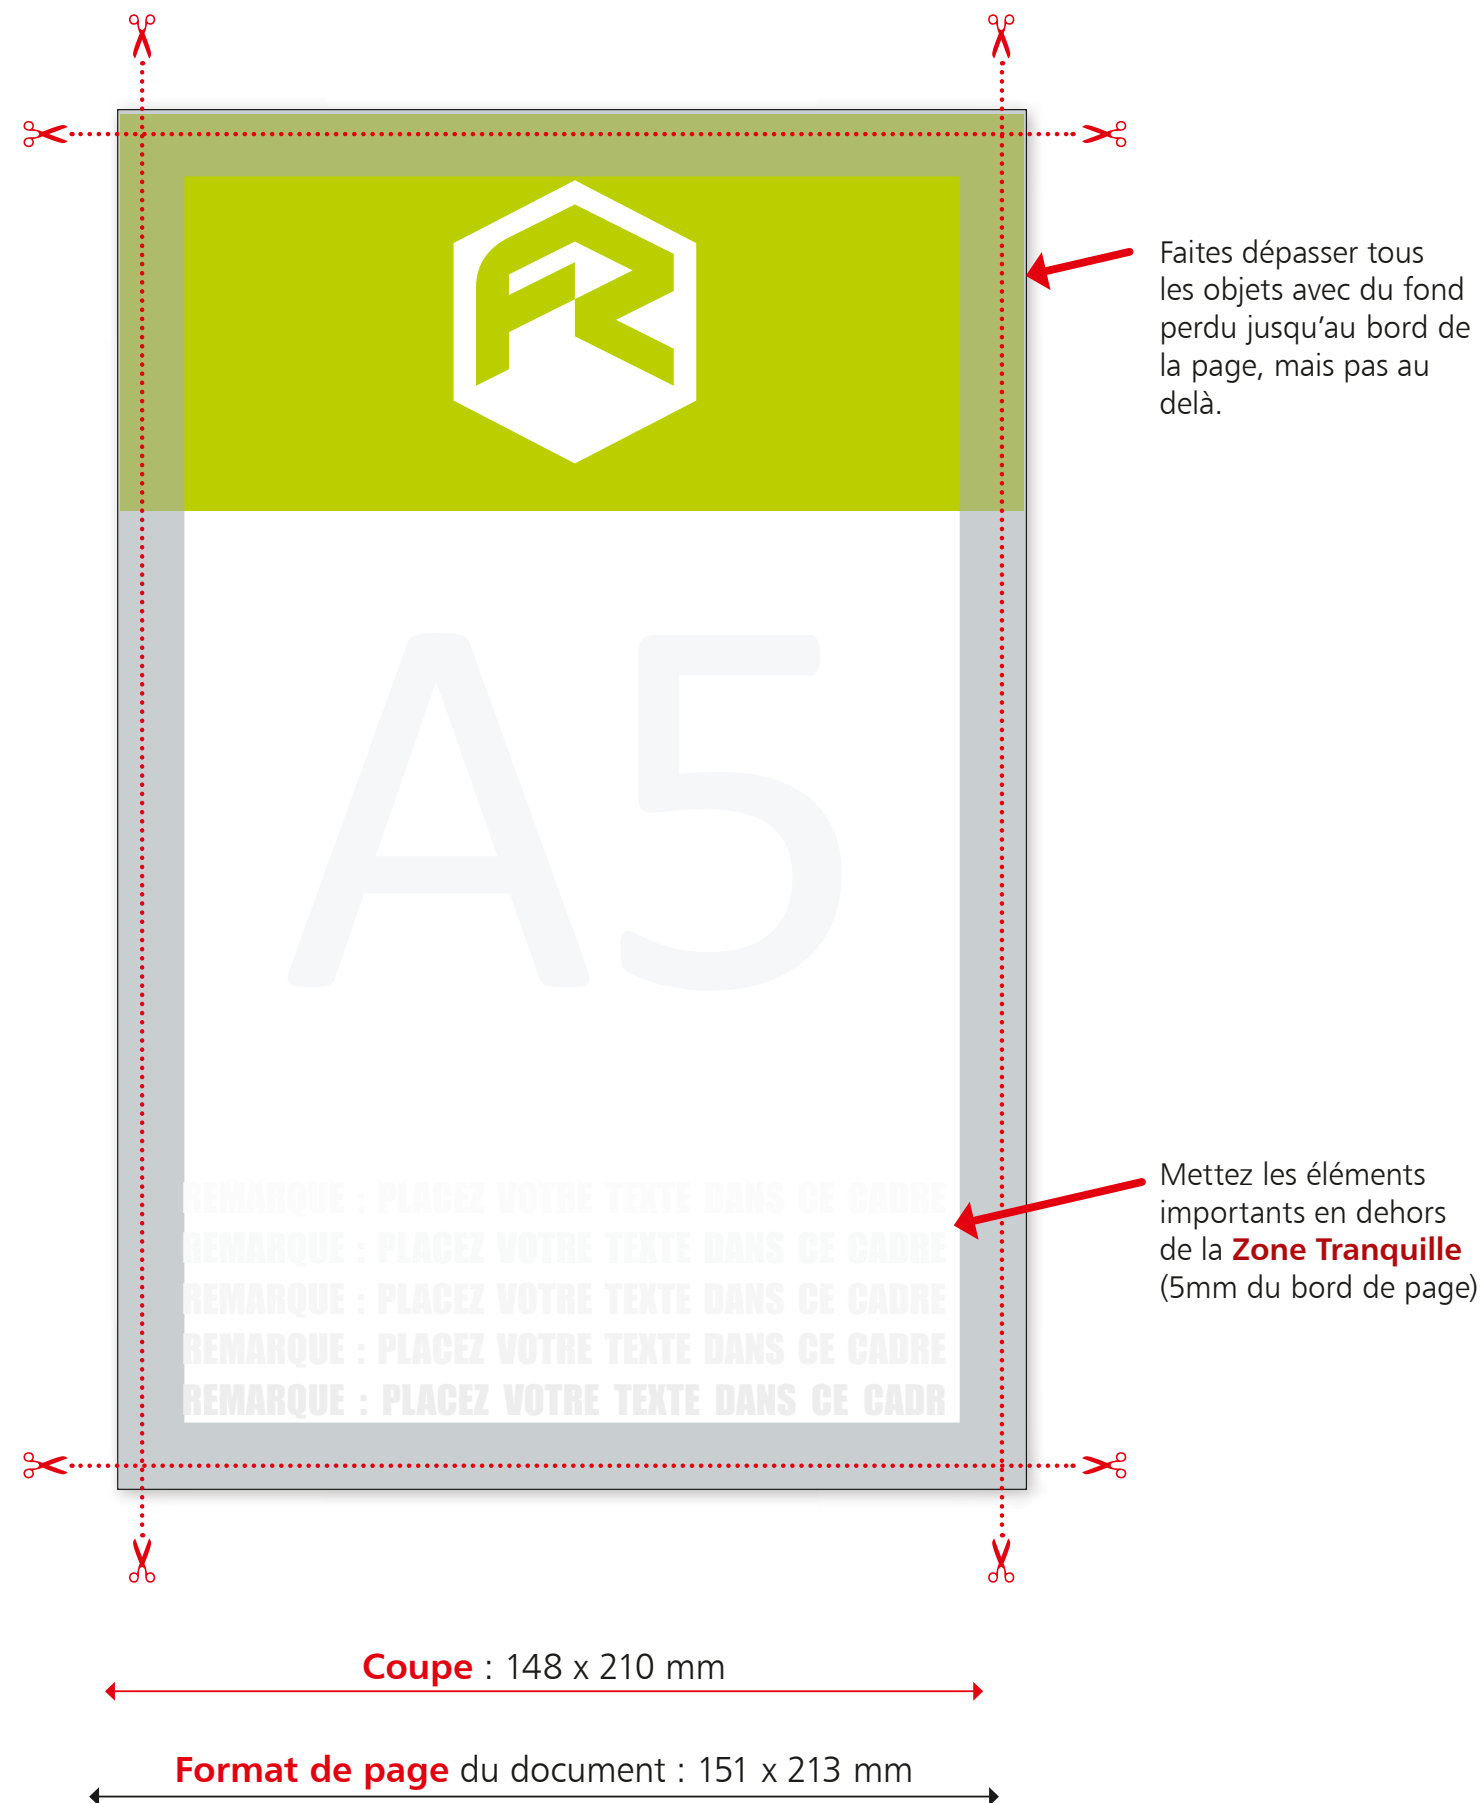 Faites dépasser tous
les objets avec du fond
perdu jusqu’au bord de
la page, mais pas au
delà.
A5
Mettez les éléments
importants en dehors
de la Zone Tranquille
(5mm du bord de page)
REMARQUE : PLACEZ VOTRE TEXTE DANS CE CADRE
REMARQUE : PLACEZ VOTRE TEXTE DANS CE CADRE
REMARQUE : PLACEZ VOTRE TEXTE DANS CE CADRE
REMARQUE : PLACEZ VOTRE TEXTE DANS CE CADRE
REMARQUE : PLACEZ VOTRE TEXTE DANS CE CADR
Coupe : 148 x 210 mm
Format de page du document : 151 x 213 mm